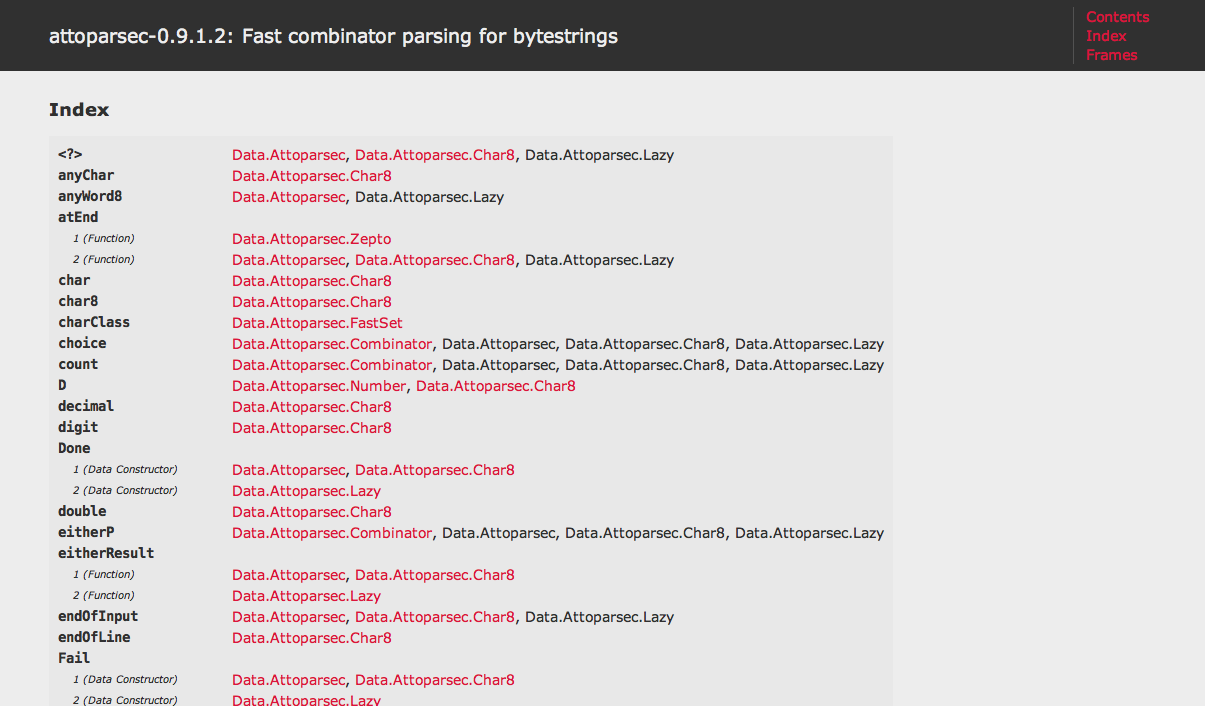 attoparsec-0.9.1.2: Fast combinator parsing for bytestrings
Contents
Index
Frames
Index
<?> Data.Attoparsec, Data.Attoparsec.Char8, Data.Attoparsec.Lazy
anyChar Data.Attoparsec.Char8
anyWord8 Data.Attoparsec, Data.Attoparsec.Lazy
atEnd
1 (Function) Data.Attoparsec.Zepto
2 (Function) Data.Attoparsec, Data.Attoparsec.Char8, Data.Attoparsec.Lazy
char Data.Attoparsec.Char8
char8 Data.Attoparsec.Char8
charClass Data.Attoparsec.FastSet
choice Data.Attoparsec.Combinator, Data.Attoparsec, Data.Attoparsec.Char8, Data.Attoparsec.Lazy
count Data.Attoparsec.Combinator, Data.Attoparsec, Data.Attoparsec.Char8, Data.Attoparsec.Lazy
D Data.Attoparsec.Number, Data.Attoparsec.Char8
decimal Data.Attoparsec.Char8
digit Data.Attoparsec.Char8
Done
1 (Data Constructor) Data.Attoparsec, Data.Attoparsec.Char8
2 (Data Constructor) Data.Attoparsec.Lazy
double Data.Attoparsec.Char8
eitherP Data.Attoparsec.Combinator, Data.Attoparsec, Data.Attoparsec.Char8, Data.Attoparsec.Lazy
eitherResult
1 (Function) Data.Attoparsec, Data.Attoparsec.Char8
2 (Function) Data.Attoparsec.Lazy
endOfInput Data.Attoparsec, Data.Attoparsec.Char8, Data.Attoparsec.Lazy
endOfLine Data.Attoparsec.Char8
Fail
1 (Data Constructor) Data.Attoparsec, Data.Attoparsec.Char8
2 (Data Constructor) Data.Attoparsec.Lazy